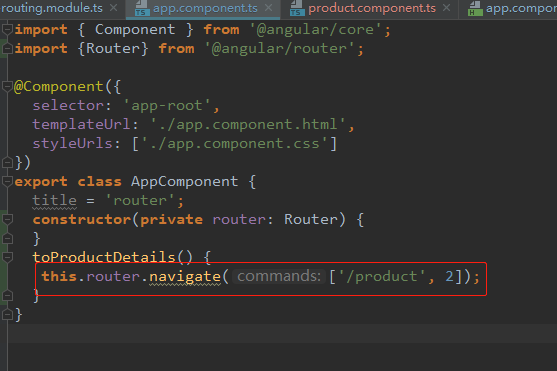 routing.module.ts × app.component.ts × product.component.ts × app.compo
import { Component } from '@angular/core';
import {Router} from '@angular/router';
@Component({
selector: 'app-root',
templateUrl: './app.component.html',
styleUrls: ['./app.component.css']
})
export class AppComponent {
title = 'router';
constructor(private router: Router) {
}
toProductDetails() {
this.router.navigate( commands: ['/product', 2]);
}
}